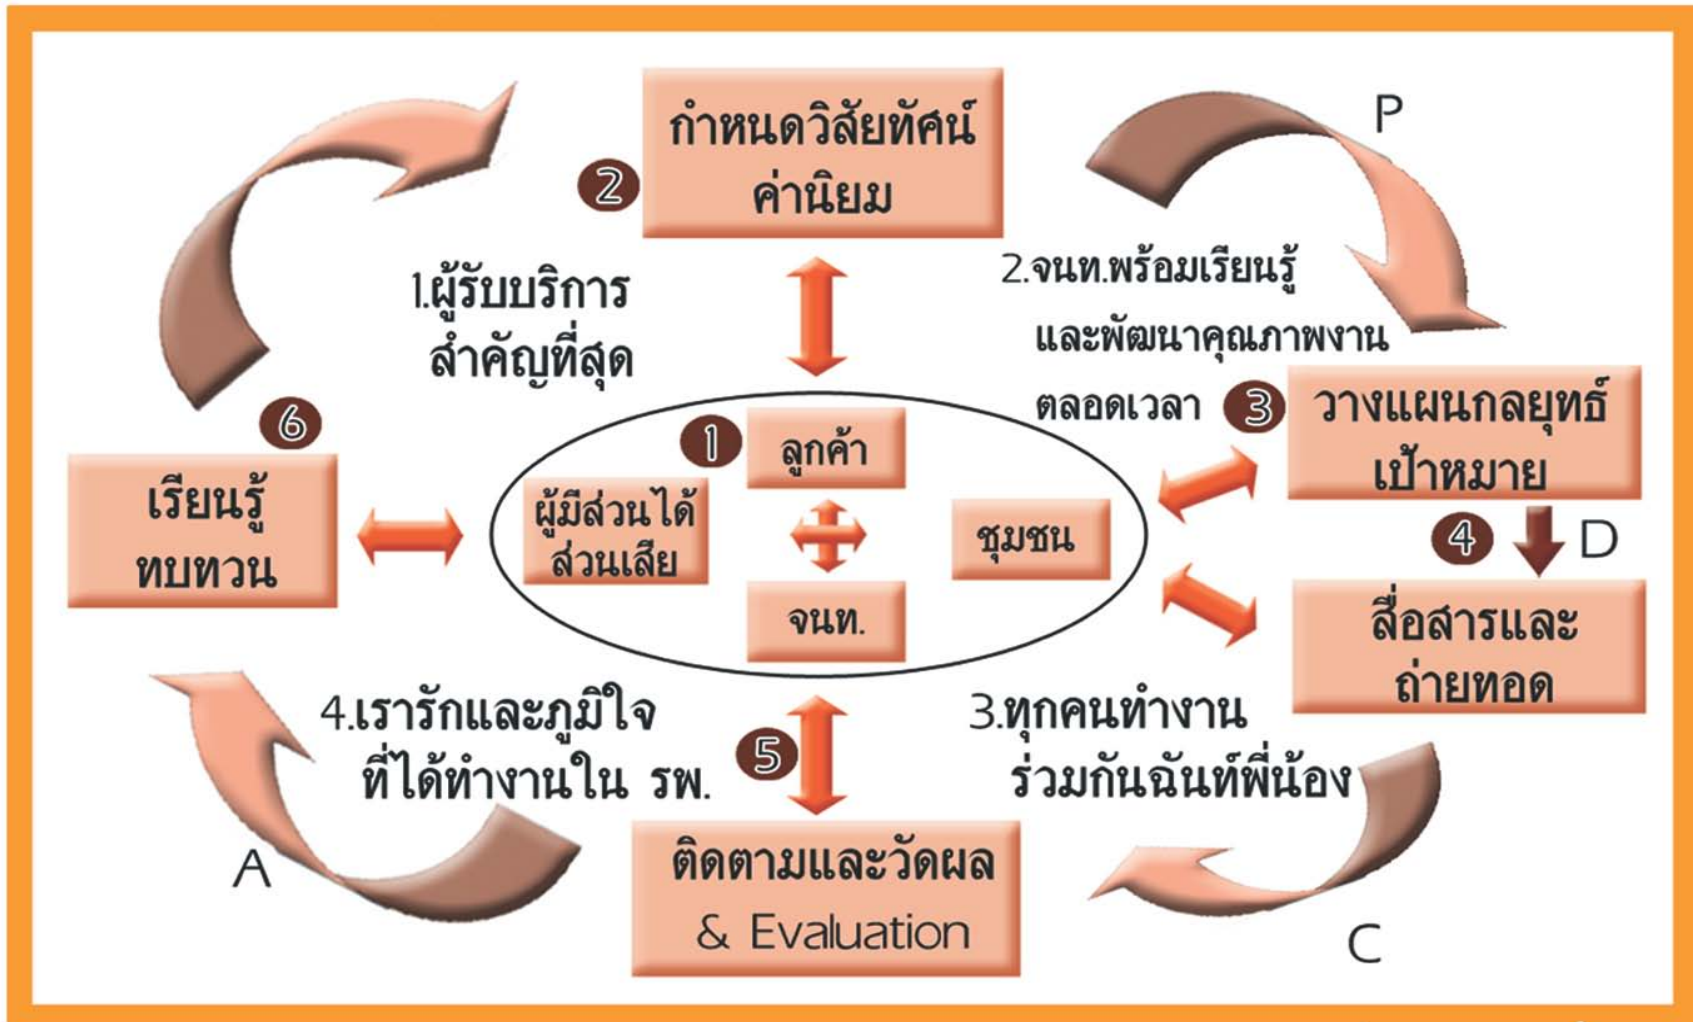 กำหนดวิสัยทัศน์
ค่านิยม
2
P
1.ผู้รับบริการ
สำคัญที่สุด
2.จนท.พร้อมเรียนรู้
และพัฒนาคุณภาพงาน
ตลอดเวลา
3
วางแผนกลยุทธ์
เป้าหมาย
6
เรียนรู้
ทบทวน
1
ลูกค้า
ผู้มีส่วนได้
ส่วนเสีย
ชุมชน
จนท.
4
D
สื่อสารและ
ถ่ายทอด
4.เรารักและภูมิใจ
ที่ได้ทำงานใน รพ.
5
3.ทุกคนทำงาน
ร่วมกันฉันท์พี่น้อง
A
ติดตามและวัดผล
& Evaluation
C